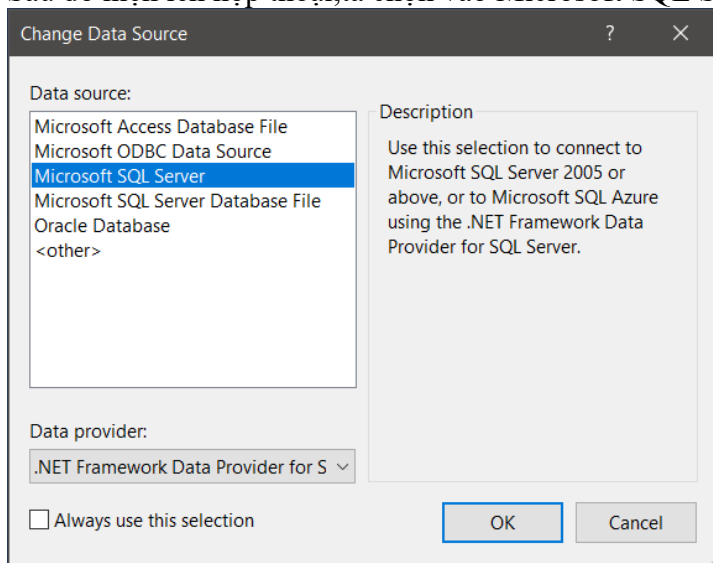 Change Data Source
Data source:
Microsoft Access Database File
Microsoft ODBC Data Source
Microsoft SQL Server
Microsoft SQL Server Database File
Oracle Database
<other>
Description
Use this selection to connect to
Microsoft SQL Server 2005 or
above, or to Microsoft SQL Azure
using the .NET Framework Data
Provider for SQL Server.
Data provider:
.NET Framework Data Provider for S
Always use this selection
OK
Cancel